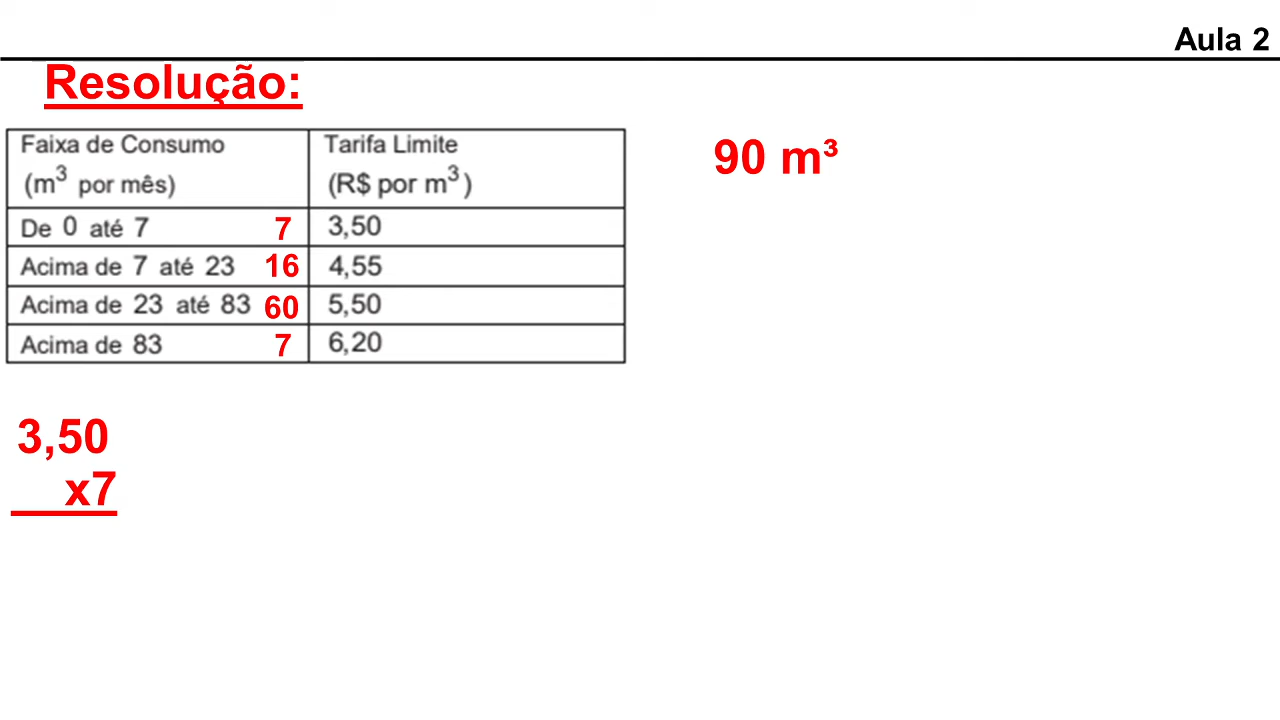 Aula 2
Resolução:
Faixa de Consumo Tarifa Limite
(m³ por mês) (R$ por m³)
De 0 até 7 7 3,50
Acima de 7 até 23 16 4,55
Acima de 23 até 83 60 5,50
Acima de 83 7 6,20
90 m³
3,50
x7